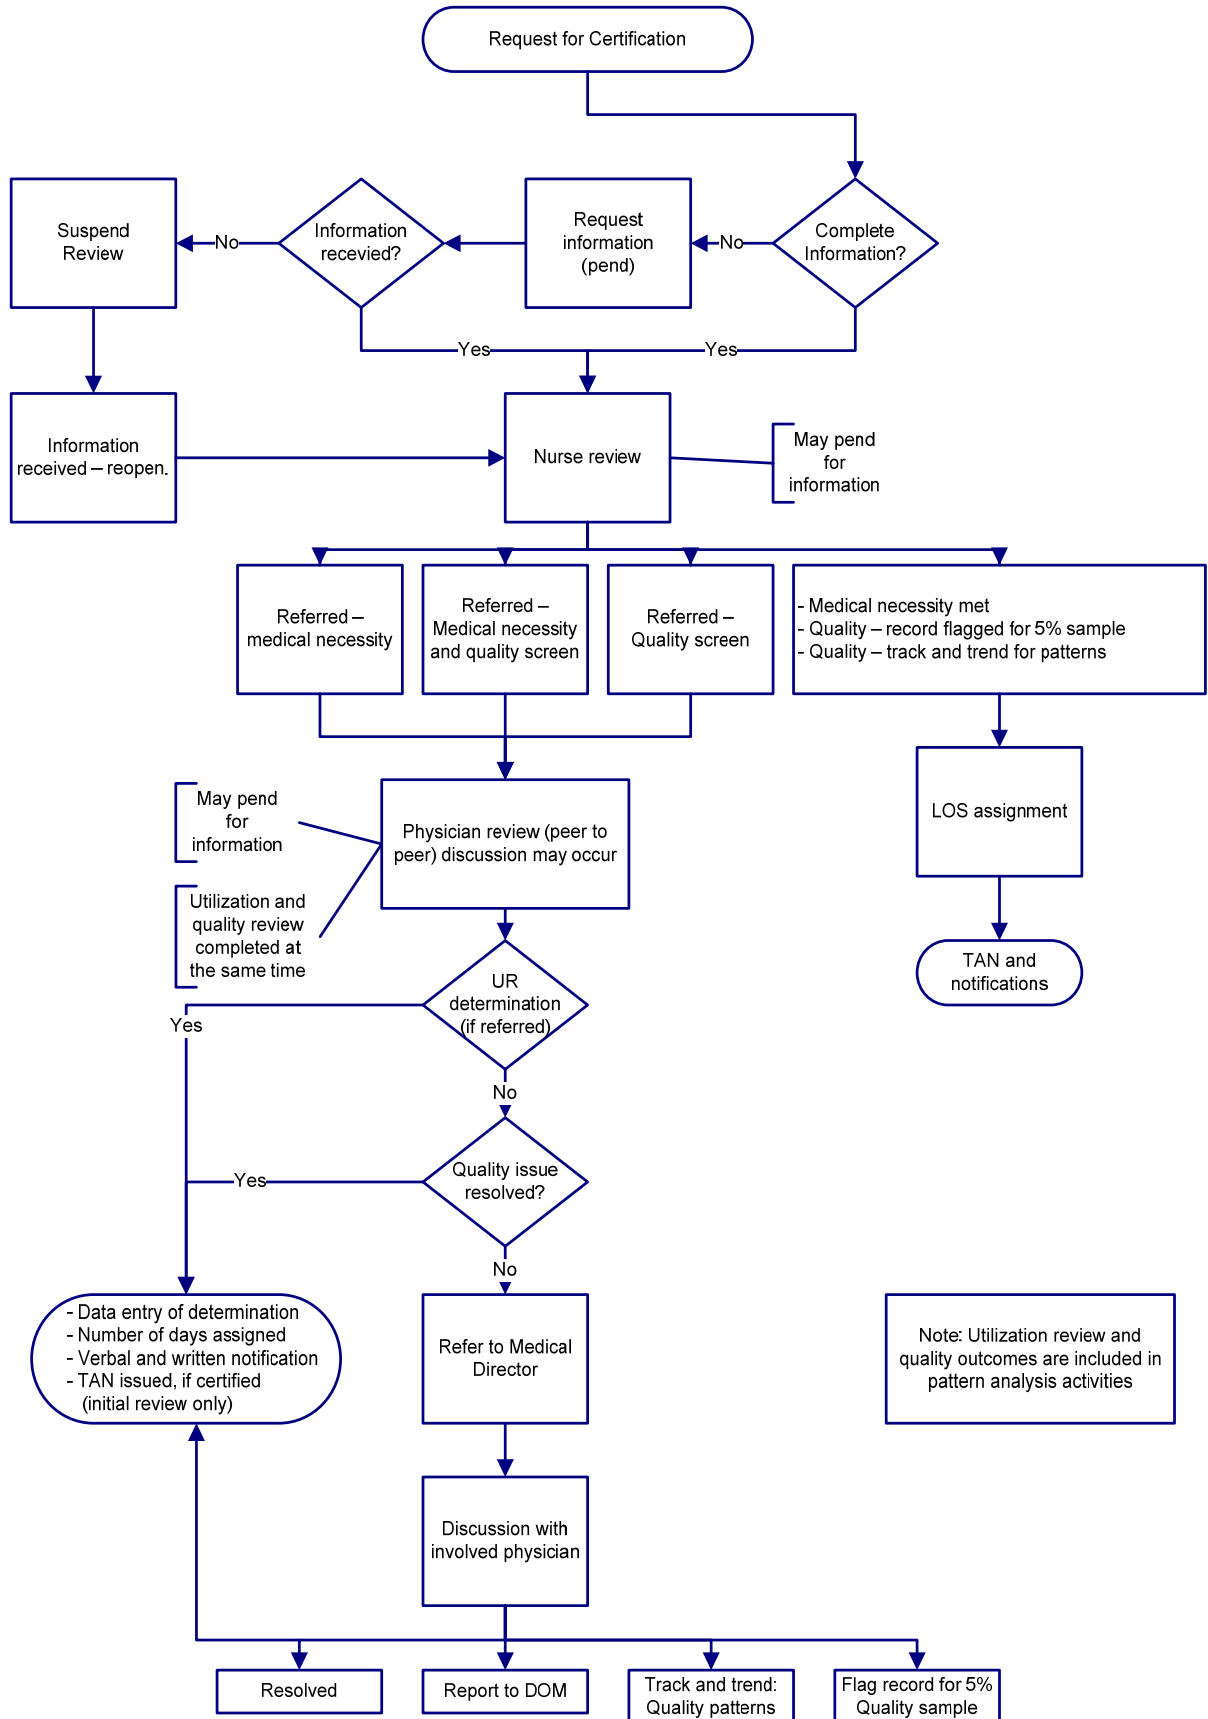 Request for Certification
Suspend
Review
No
Information
recevied?
Request
information
(pend)
No
Complete
Information?
Yes
Yes
Information
received – reopen.
Nurse review
May pend
for
information
Referred –
medical necessity
Referred –
Medical necessity
and quality screen
Referred –
Quality screen
- Medical necessity met
- Quality – record flagged for 5% sample
- Quality – track and trend for patterns
May pend
for
information
Physician review (peer to
peer) discussion may occur
LOS assignment
Utilization and
quality review
completed at
the same time
UR
determination
(if referred)
TAN and
notifications
Yes
No
Quality issue
resolved?
Yes
No
- Data entry of determination
- Number of days assigned
- Verbal and written notification
- TAN issued, if certified
(initial review only)
Refer to Medical
Director
Note: Utilization review and
quality outcomes are included in
pattern analysis activities
Discussion with
involved physician
Resolved
Report to DOM
Track and trend:
Quality patterns
Flag record for 5%
Quality sample